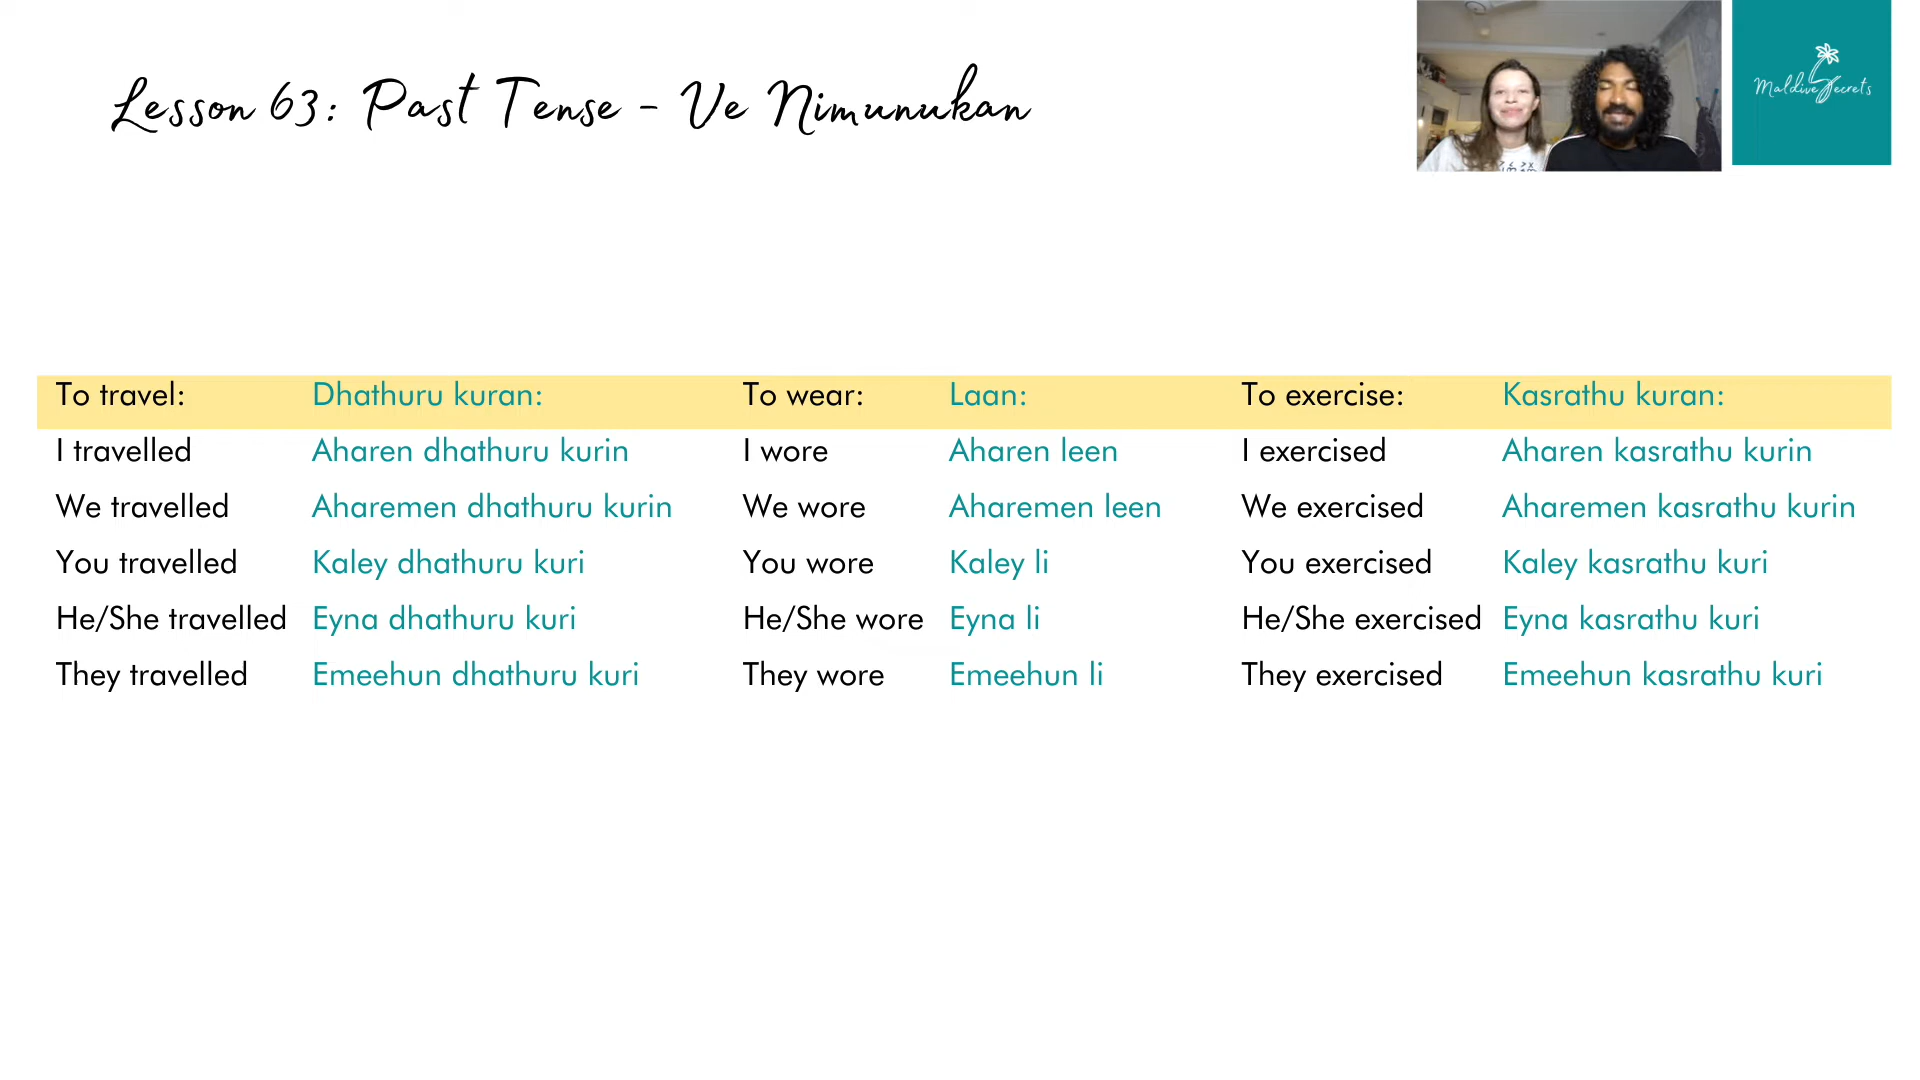 Lesson 63: Past Tense - Ve Nimunukan
Maldive Secrets
To travel: Dhathuru kuran: To wear: Laan: To exercise: Kasrathu kuran:
I travelled Aharen dhathuru kurin I wore Aharen leen I exercised Aharen kasrathu kurin
We travelled Aharemen dhathuru kurin We wore Aharemen leen We exercised Aharemen kasrathu kurin
You travelled Kaley dhathuru kuri You wore Kaley li You exercised Kaley kasrathu kuri
He/She travelled Eyna dhathuru kuri He/She wore Eyna li He/She exercised Eyna kasrathu kuri
They travelled Emeehun dhathuru kuri They wore Emeehun li They exercised Emeehun kasrathu kuri